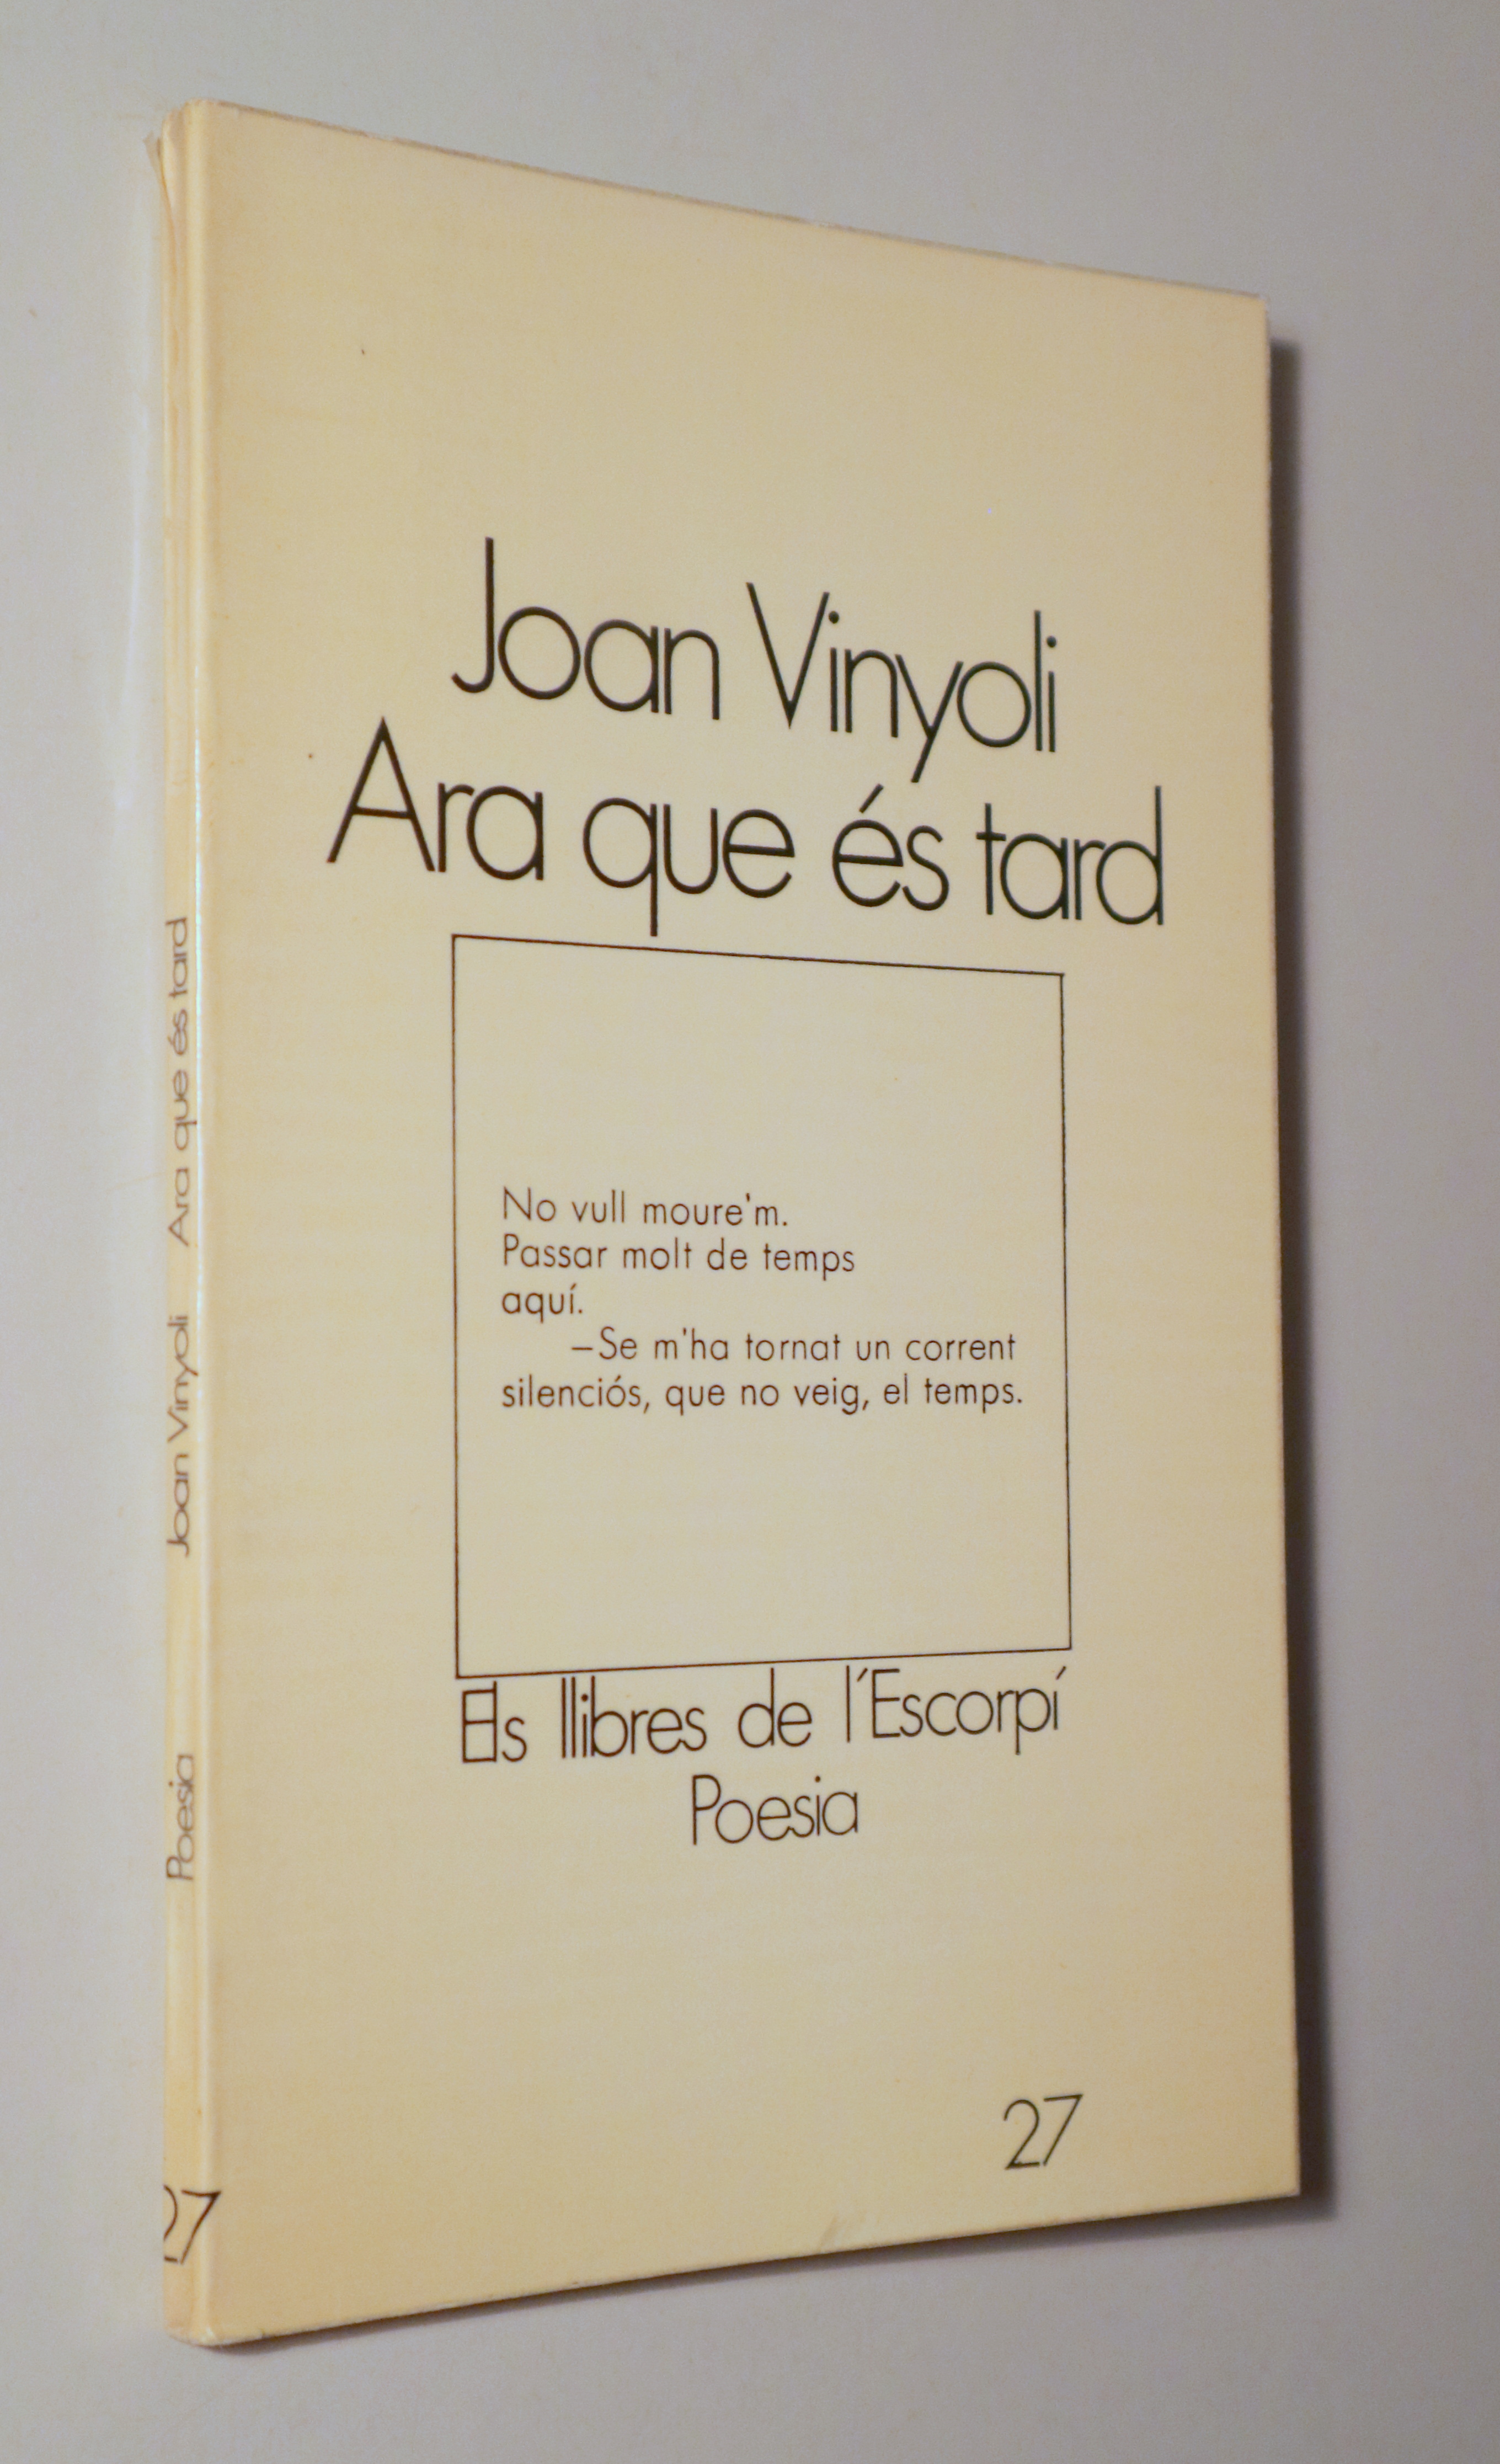 Joan Vinyoli
Ara que és tard
No vull moure'm.
Passar molt de temps
aquí.
–Se m'ha tornat un corrent
silenciós, que no veig, el temps.
Els llibres de l'Escorpí
Poesia
27
Poesia Joan Vinyoli Ara que és tard
27